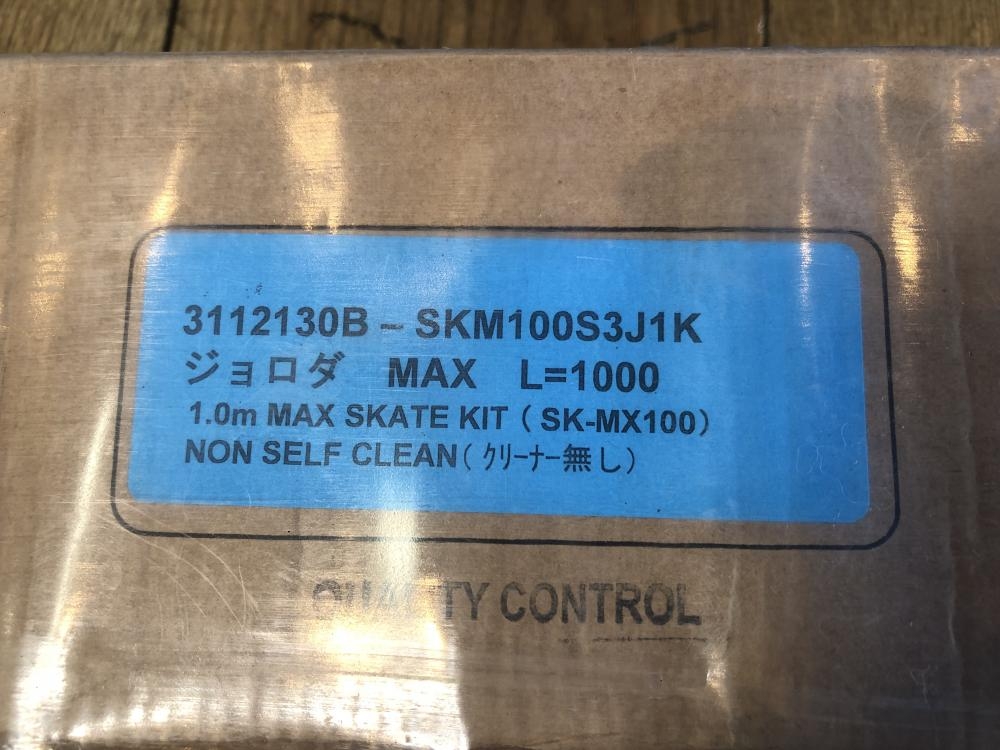 3112130B – SKM100S3J1K
ジョロダ MAX L=1000
1.0m MAX SKATE KIT ( SK-MX100)
NON SELF CLEAN( ｸﾘｰﾅｰ無し)
QUALITY CONTROL